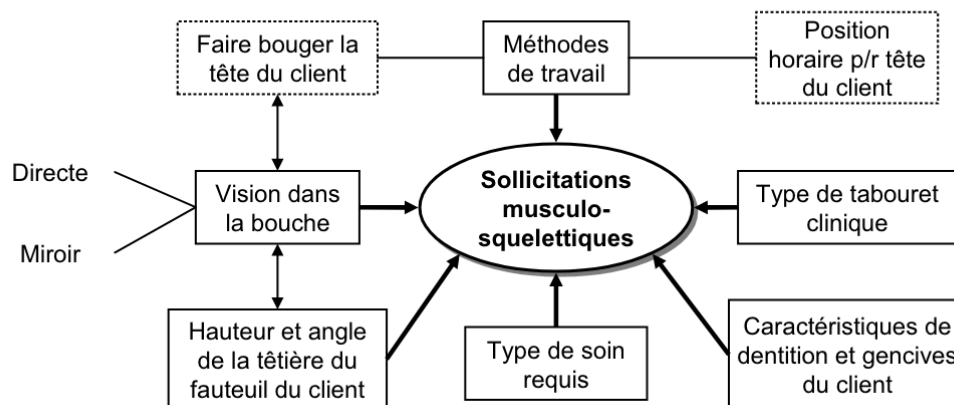 Faire bouger la
tête du client
Méthodes
de travail
Position
horaire p/r tête
du client
Directe
Miroir
Vision dans
la bouche
Sollicitations
musculo-
squelettiques
Type de tabouret
clinique
Hauteur et angle
de la têtière du
fauteuil du client
Type de soin
requis
Caractéristiques de
dentition et gencives
du client